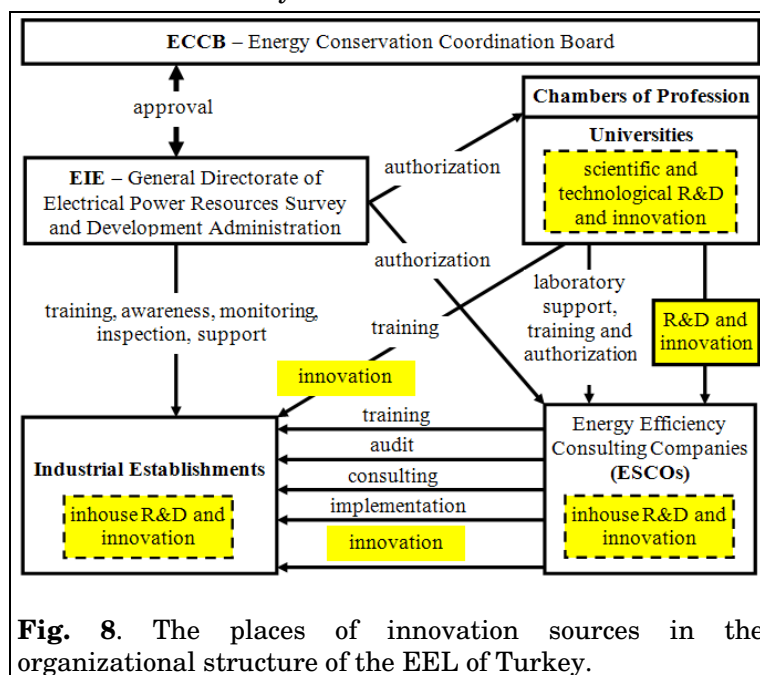 ECCB – Energy Conservation Coordination Board
approval
Chambers of Profession
Universities
scientific and
technological R&D
and innovation
EIE – General Directorate of
Electrical Power Resources Survey
and Development Administration
authorization
authorization
training, awareness, monitoring,
inspection, support
training
innovation
laboratory
support,
training and
authorization
R&D and
innovation
Industrial Establishments
inhouse R&D and
innovation
training
audit
consulting
implementation
innovation
Energy Efficiency
Consulting Companies
(ESCOs)
inhouse R&D and
innovation
Fig. 8. The places of innovation sources in the
organizational structure of the EEL of Turkey.